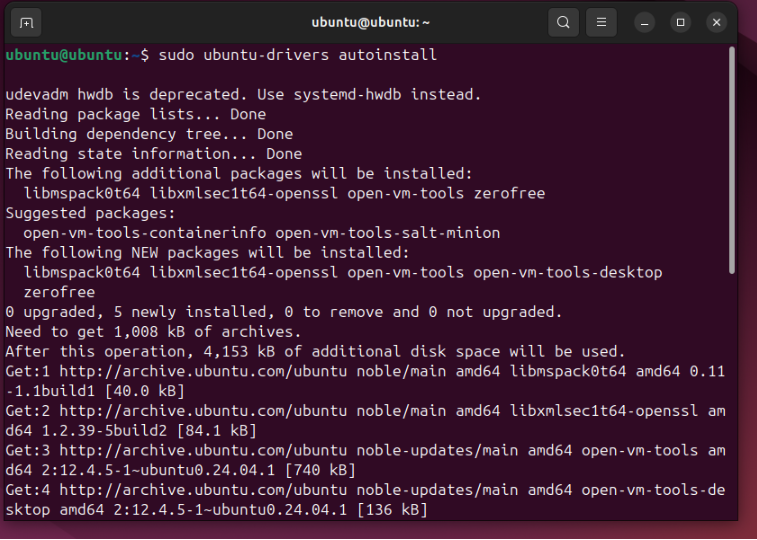 ubuntu@ubuntu: ~
ubuntu@ubuntu:~$ sudo ubuntu-drivers autoinstall
udevadm hwdb is deprecated. Use systemd-hwdb instead.
Reading package lists... Done
Building dependency tree... Done
Reading state information... Done
The following additional packages will be installed:
  libmspack0t64 libxmlsec1t64-openssl open-vm-tools zerofree
Suggested packages:
  open-vm-tools-containerinfo open-vm-tools-salt-minion
The following NEW packages will be installed:
  libmspack0t64 libxmlsec1t64-openssl open-vm-tools open-vm-tools-desktop
  zerofree
0 upgraded, 5 newly installed, 0 to remove and 0 not upgraded.
Need to get 1,008 kB of archives.
After this operation, 4,153 kB of additional disk space will be used.
Get:1 http://archive.ubuntu.com/ubuntu noble/main amd64 libmspack0t64 amd64 0.11
-1.1build1 [40.0 kB]
Get:2 http://archive.ubuntu.com/ubuntu noble/main amd64 libxmlsec1t64-openssl am
d64 1.2.39-5build2 [84.1 kB]
Get:3 http://archive.ubuntu.com/ubuntu noble-updates/main amd64 open-vm-tools am
d64 2:12.4.5-1~ubuntu0.24.04.1 [740 kB]
Get:4 http://archive.ubuntu.com/ubuntu noble-updates/main amd64 open-vm-tools-de
sktop amd64 2:12.4.5-1~ubuntu0.24.04.1 [136 kB]